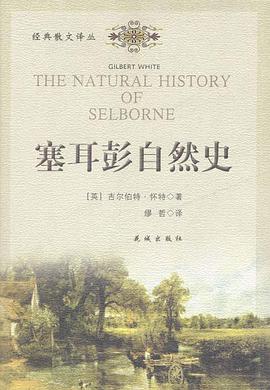 经典散文译丛
GILBERT WHITE
THE NATURAL HISTORY
OF
SELBORNE
塞耳彭自然史
[英] 吉尔伯特·怀特 著
缪 哲 译
花城出版社